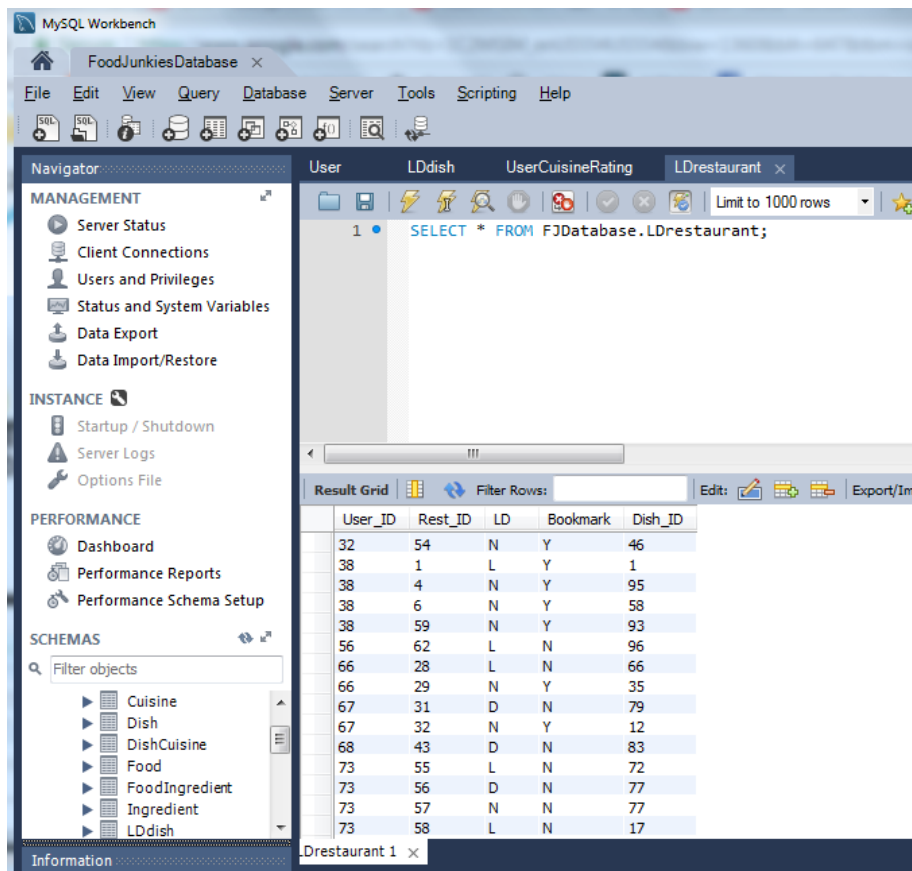 MySQL Workbench
FoodJunkiesDatabase
File Edit View Query Database Server Tools Scripting Help
Navigator
MANAGEMENT
Server Status
Client Connections
Users and Privileges
Status and System Variables
Data Export
Data Import/Restore
INSTANCE
Startup / Shutdown
Server Logs
Options File
PERFORMANCE
Dashboard
Performance Reports
Performance Schema Setup
SCHEMAS
Filter objects
Cuisine
Dish
DishCuisine
Food
FoodIngredient
Ingredient
LDdish
Information
User LDdish UserCuisineRating LDrestaurant
Limit to 1000 rows
1 SELECT * FROM FJDatabase.LDrestaurant;
Result Grid Filter Rows: Edit: Export/Im
User_ID Rest_ID LD Bookmark Dish_ID
32 54 N Y 46
38 1 L Y 1
38 4 N Y 95
38 6 N Y 58
38 59 N Y 93
56 62 L N 96
66 28 L N 66
66 29 N Y 35
67 31 D N 79
67 32 N Y 12
68 43 D N 83
73 55 L N 72
73 56 D N 77
73 57 N N 77
73 58 L N 17
LDrestaurant 1